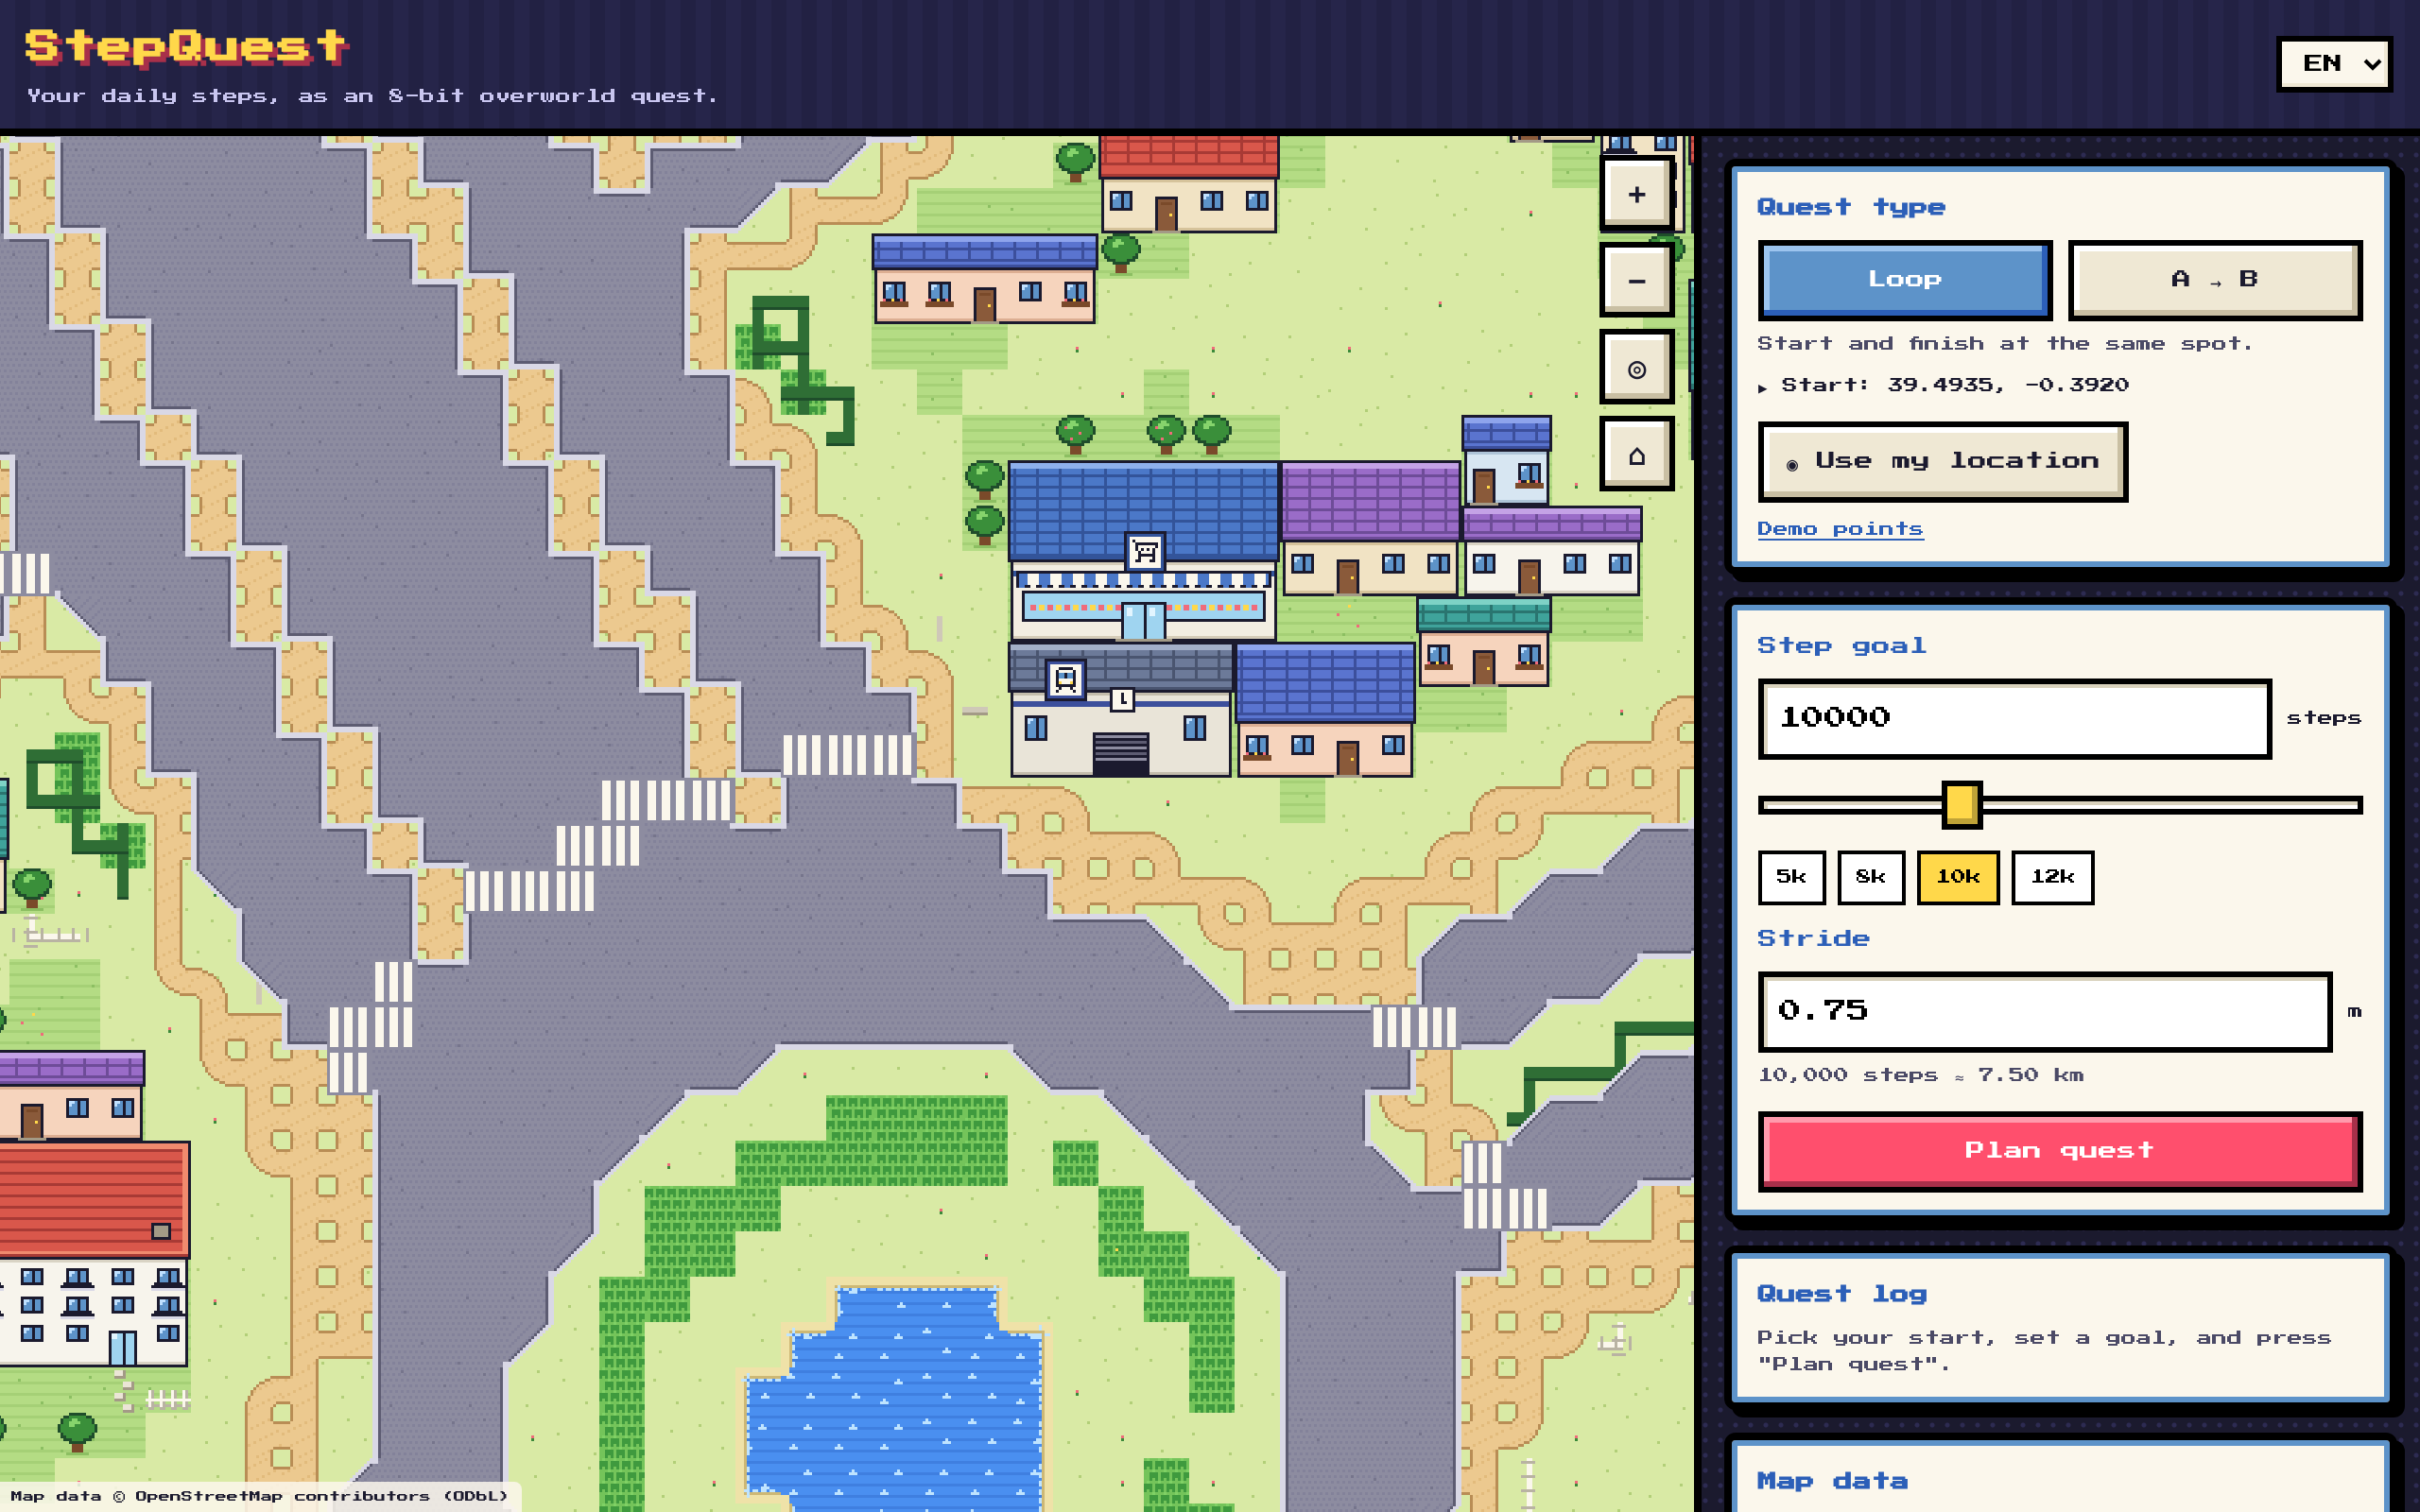 StepQuest
Your daily steps, as an 8-bit overworld quest.
EN
+
−
◎
⌂
L
Map data © OpenStreetMap contributors (ODbL)
Quest type
Loop
A → B
Start and finish at the same spot.
▸ Start: 39.4935, -0.3920
◉ Use my location
Demo points
Step goal
10000 steps
5k 8k 10k 12k
Stride
0.75 m
10,000 steps ≈ 7.50 km
Plan quest
Quest log
Pick your start, set a goal, and press
"Plan quest".
Map data